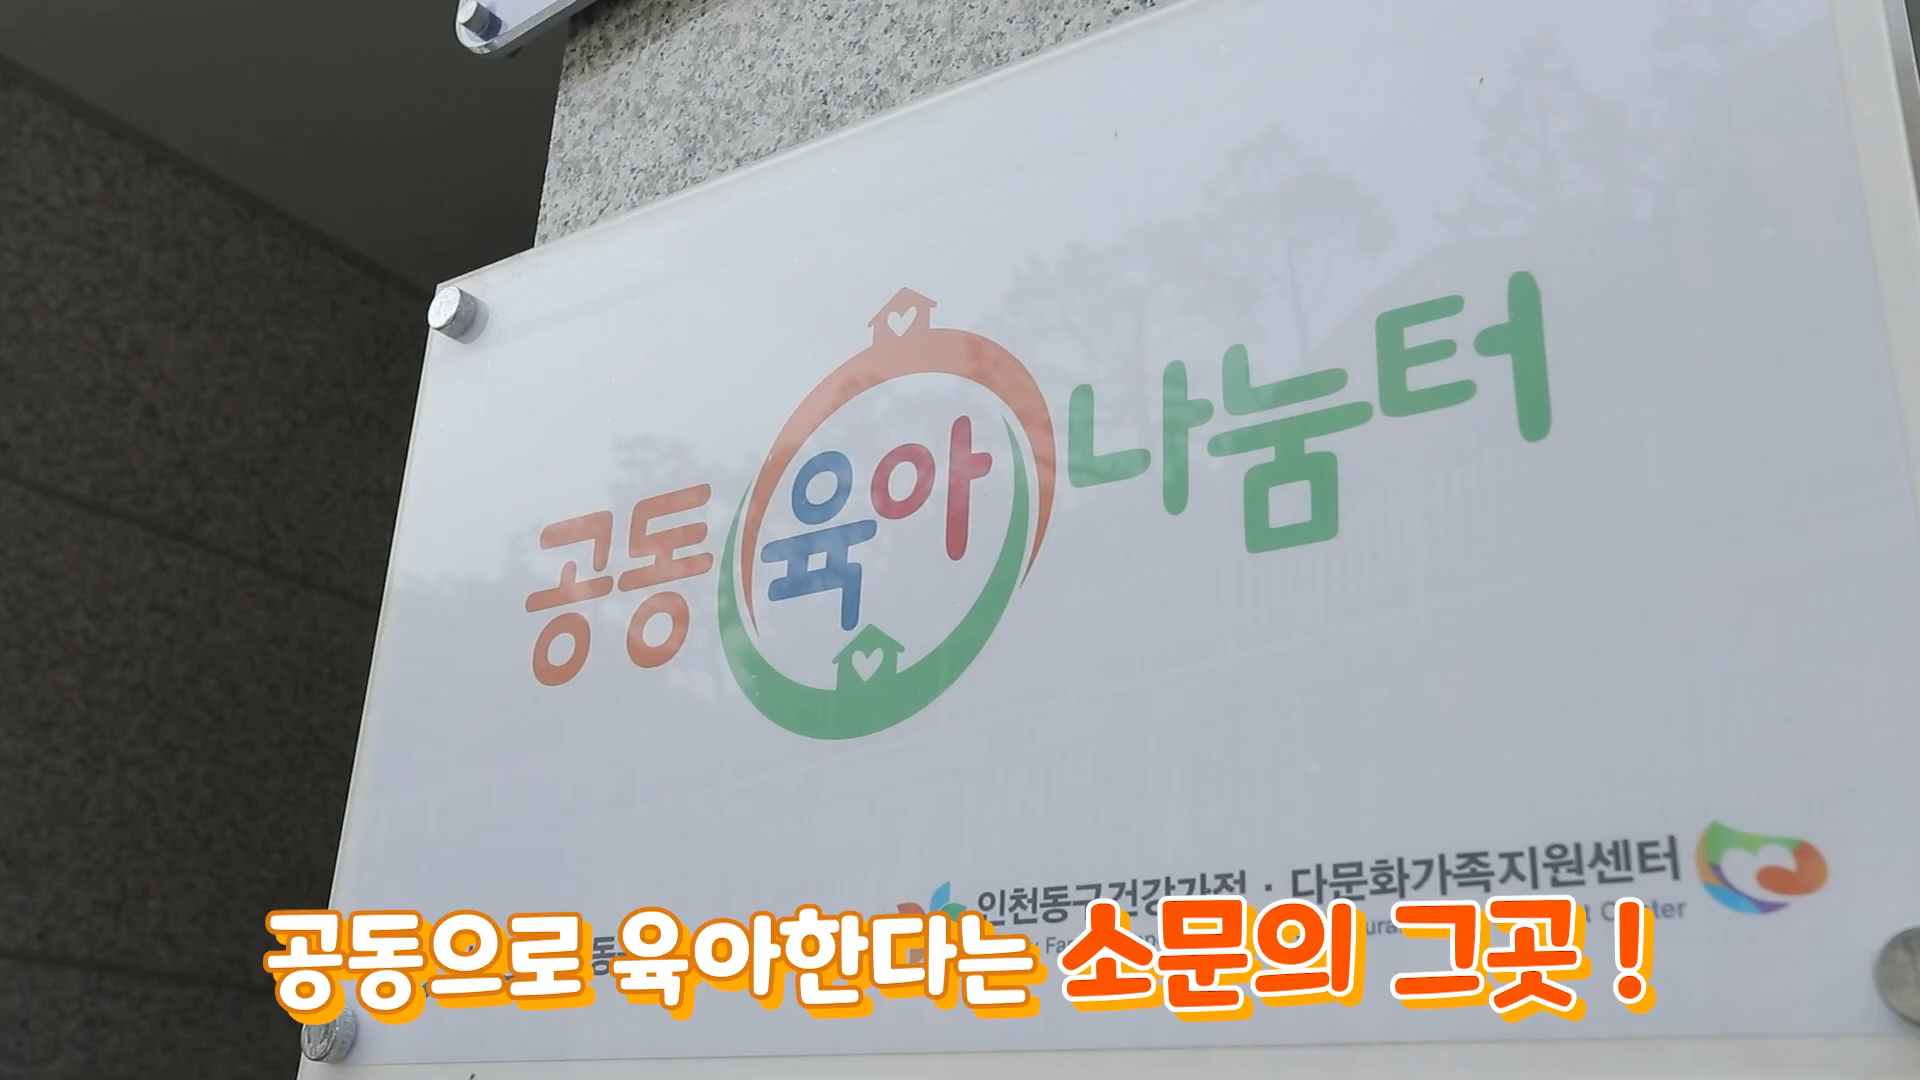 공동육아나눔터
인천동구건강가정·다문화가족지원센터
공동으로 육아한다는 소문의 그곳!